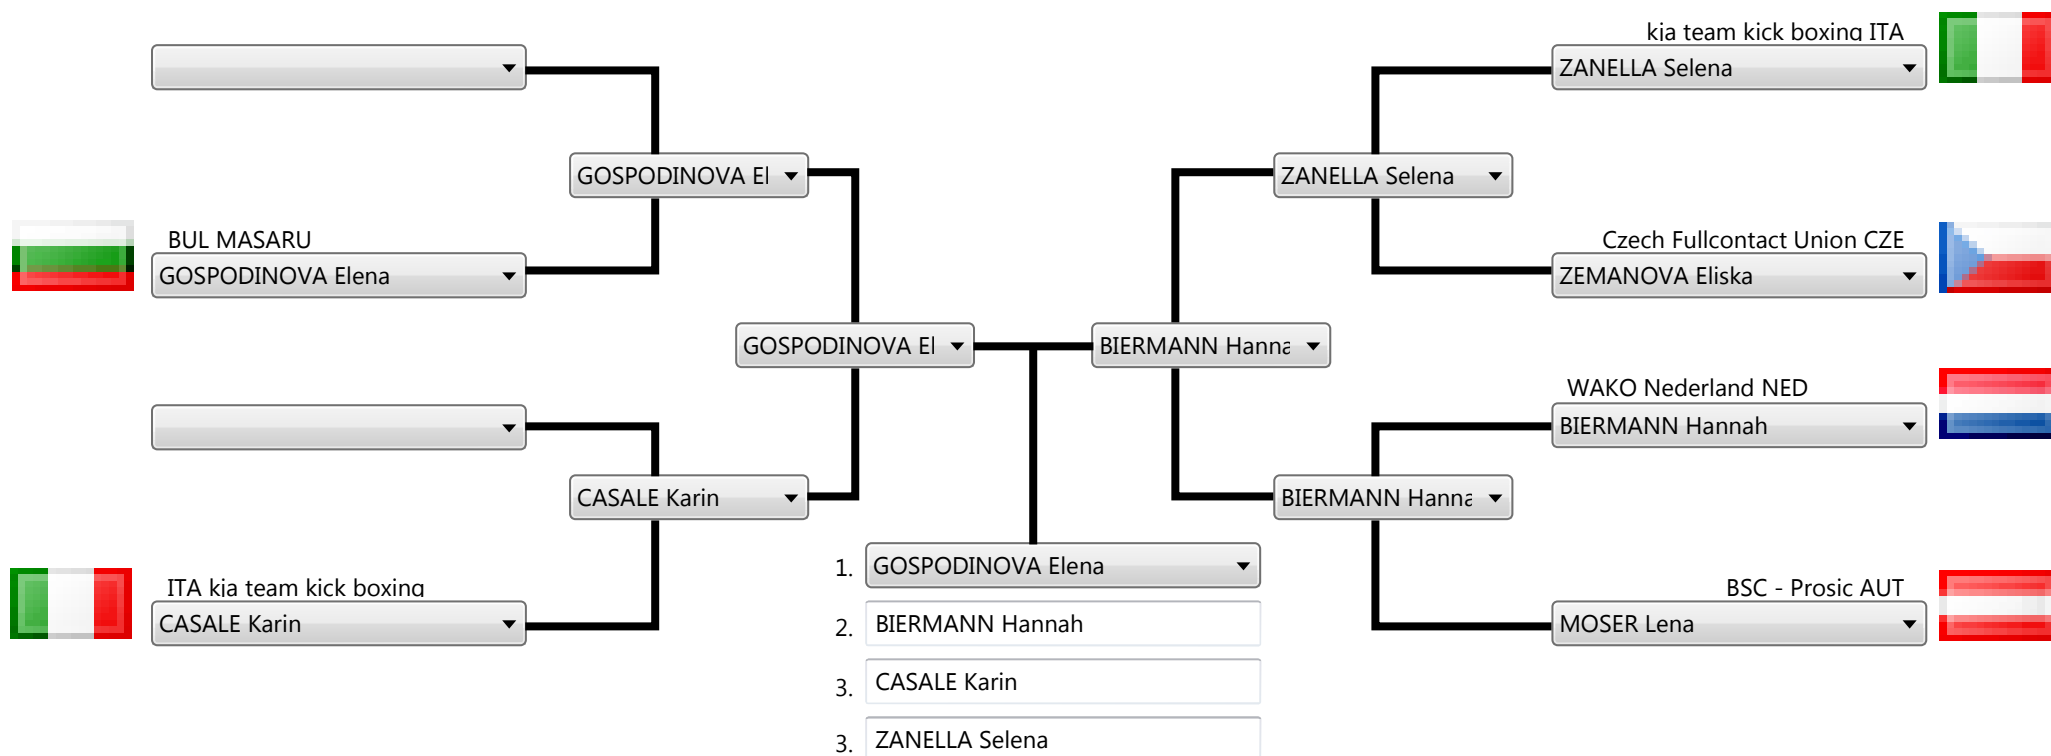 kja team kick boxing ITA
ZANELLA Selena
GOSPODINOVA El
ZANELLA Selena
BUL MASARU
GOSPODINOVA Elena
Czech Fullcontact Union CZE
ZEMANOVA Eliska
GOSPODINOVA El
BIERMANN Hanna
WAKO Nederland NED
BIERMANN Hannah
CASALE Karin
BIERMANN Hanna
ITA kja team kick boxing
CASALE Karin
BSC - Prosic AUT
MOSER Lena
1. GOSPODINOVA Elena
2. BIERMANN Hannah
3. CASALE Karin
3. ZANELLA Selena